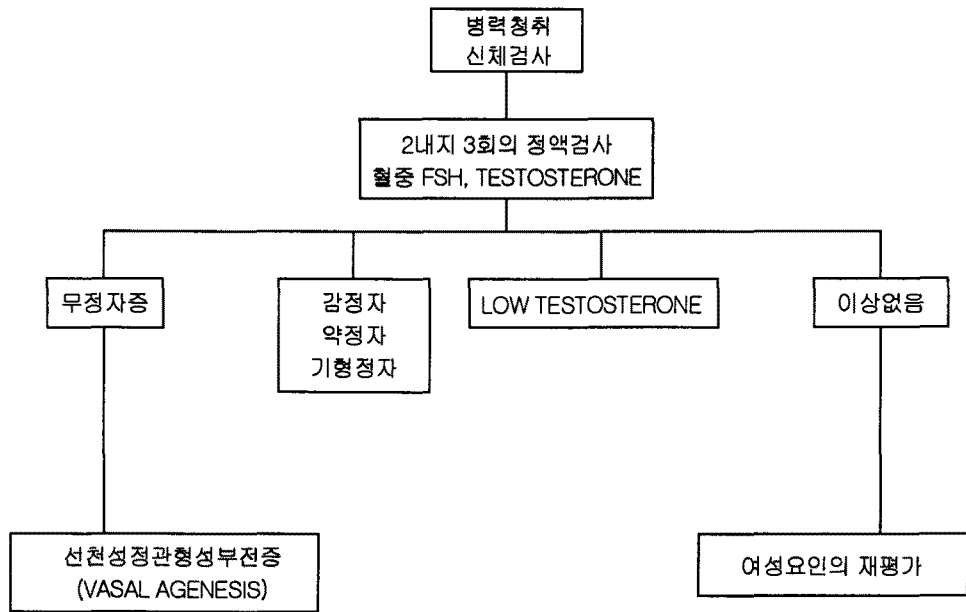 병력청취
신체검사
2내지 3회의 정액검사
혈중 FSH, TESTOSTERONE
무정자증
감정자
약정자
기형정자
LOW TESTOSTERONE
이상없음
선천성정관형성부전증
(VASAL AGENESIS)
여성요인의 재평가